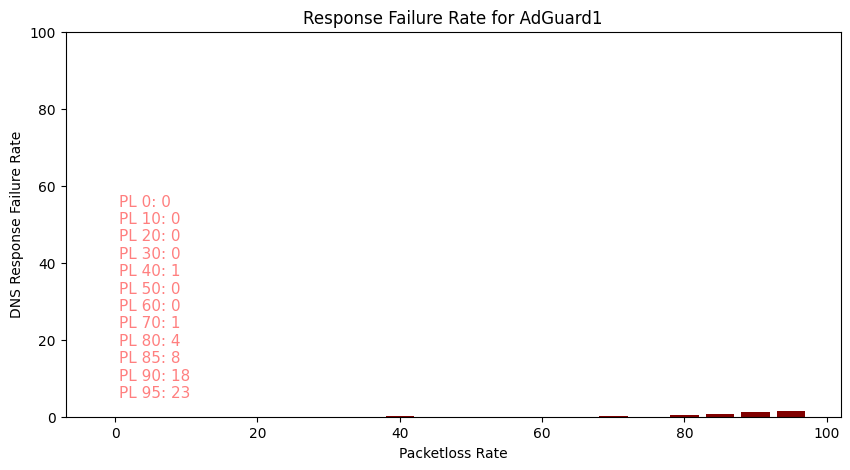 Response Failure Rate for AdGuard1
100
80
60
40
20
0
DNS Response Failure Rate
PL 0: 0
PL 10: 0
PL 20: 0
PL 30: 0
PL 40: 1
PL 50: 0
PL 60: 0
PL 70: 1
PL 80: 4
PL 85: 8
PL 90: 18
PL 95: 23
0 20 40 60 80 100
Packetloss Rate